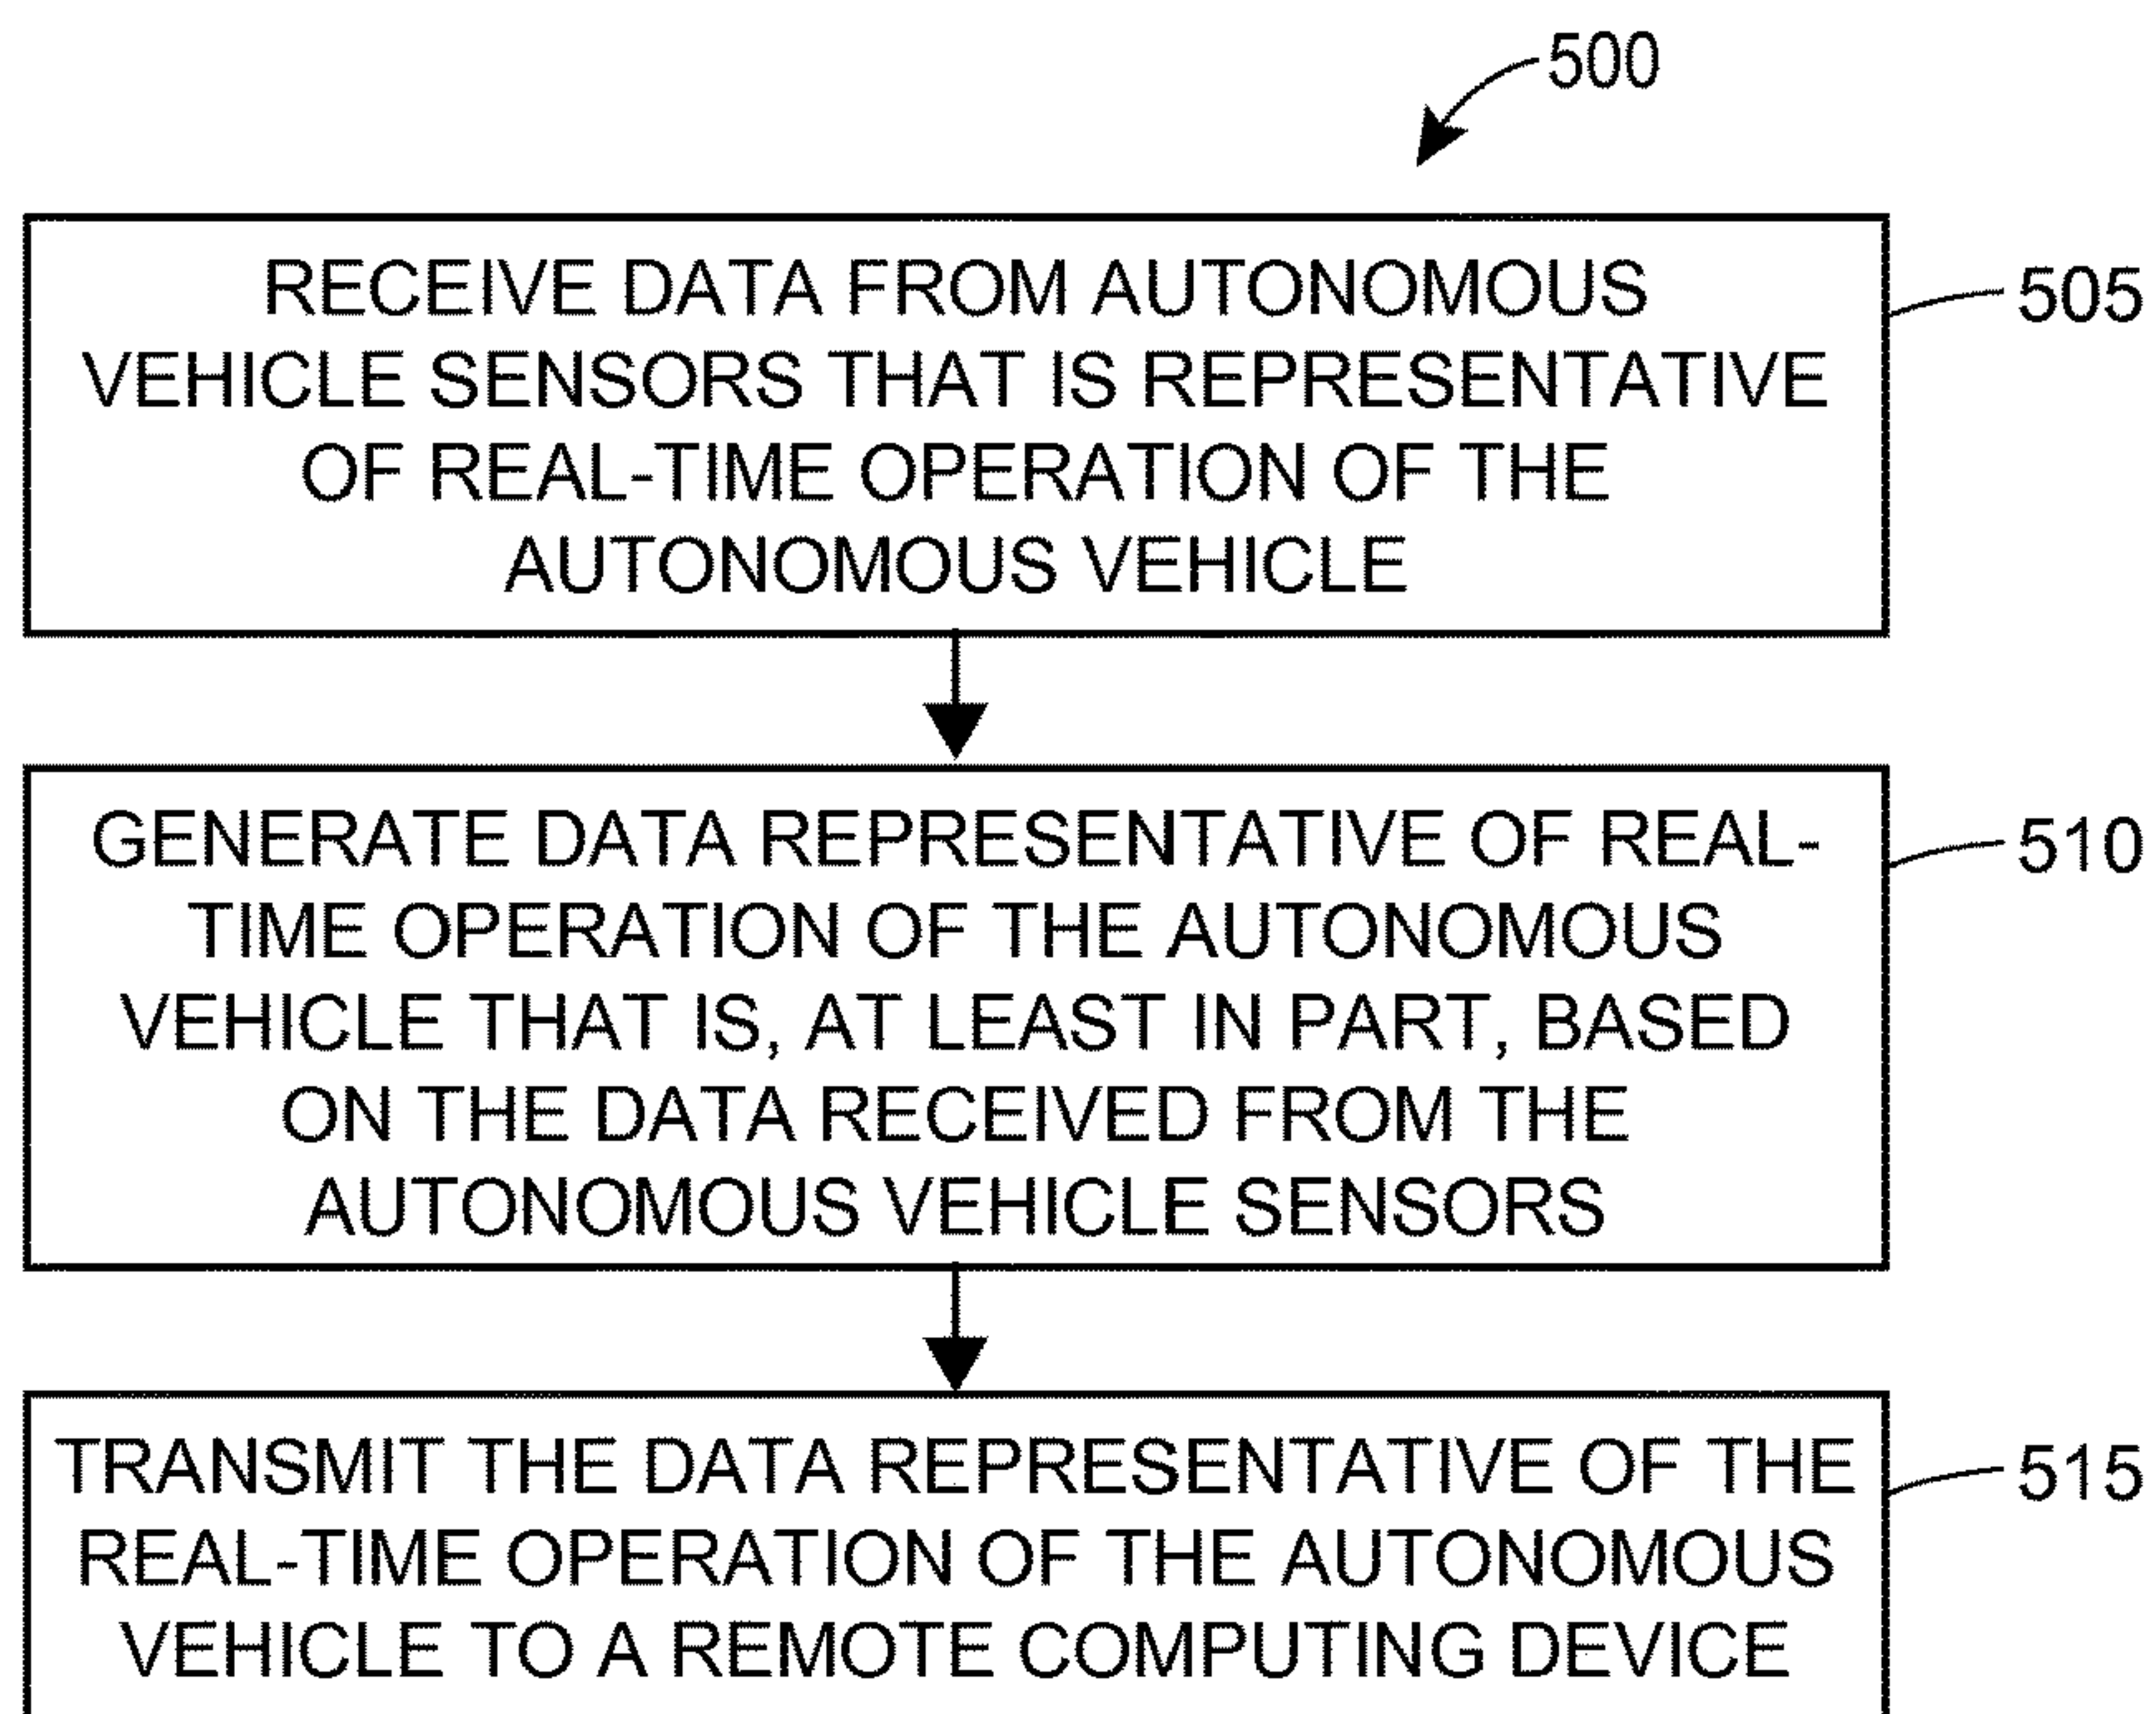 500
RECEIVE DATA FROM AUTONOMOUS
VEHICLE SENSORS THAT IS REPRESENTATIVE
OF REAL-TIME OPERATION OF THE
AUTONOMOUS VEHICLE
505
GENERATE DATA REPRESENTATIVE OF REAL-
TIME OPERATION OF THE AUTONOMOUS
VEHICLE THAT IS, AT LEAST IN PART, BASED
ON THE DATA RECEIVED FROM THE
AUTONOMOUS VEHICLE SENSORS
510
TRANSMIT THE DATA REPRESENTATIVE OF THE
REAL-TIME OPERATION OF THE AUTONOMOUS
VEHICLE TO A REMOTE COMPUTING DEVICE
515